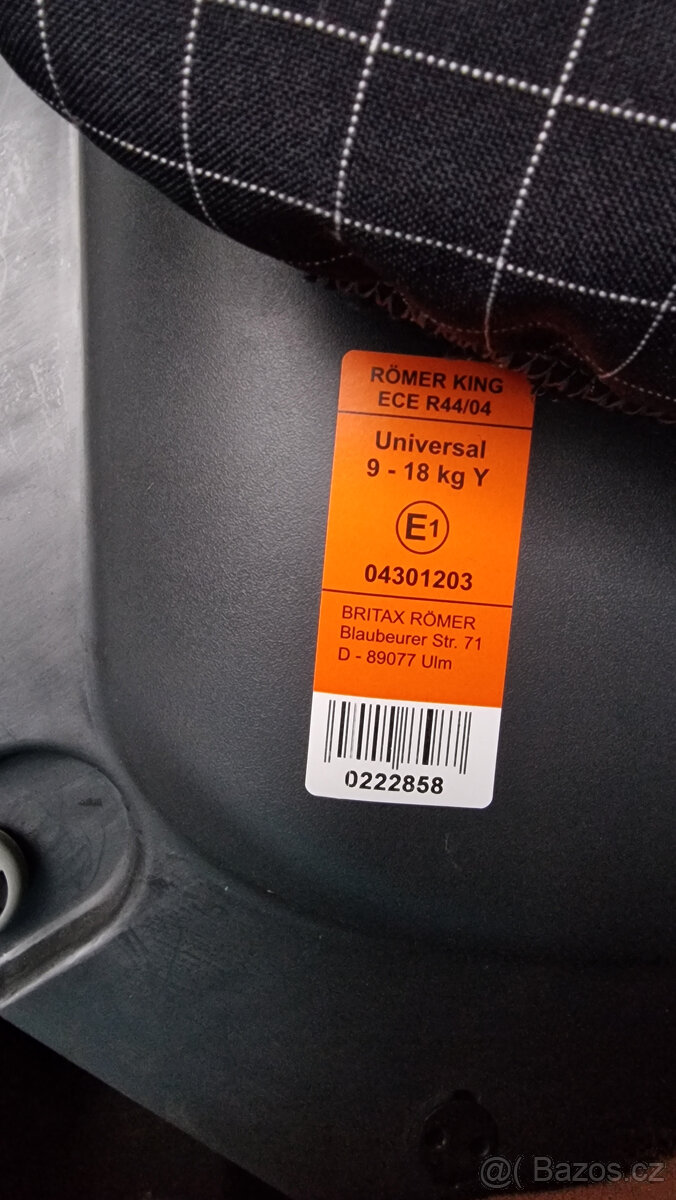 RÖMER KING
ECE R44/04
Universal
9 - 18 kg Y
E1
04301203
BRITAX RÖMER
Blaubeurer Str. 71
D - 89077 Ulm
0222858
@( Bazos.cz